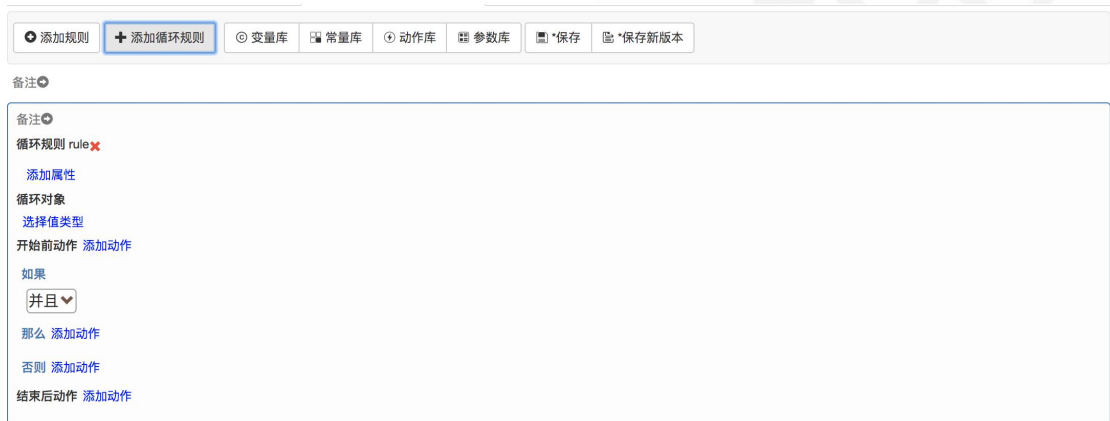 添加规则 添加循环规则 变量库 常量库 动作库 参数库 *保存 *保存新版本
备注
备注
循环规则 rule
添加属性
循环对象
选择值类型
开始前动作 添加动作
如果
并且
那么 添加动作
否则 添加动作
结束后动作 添加动作